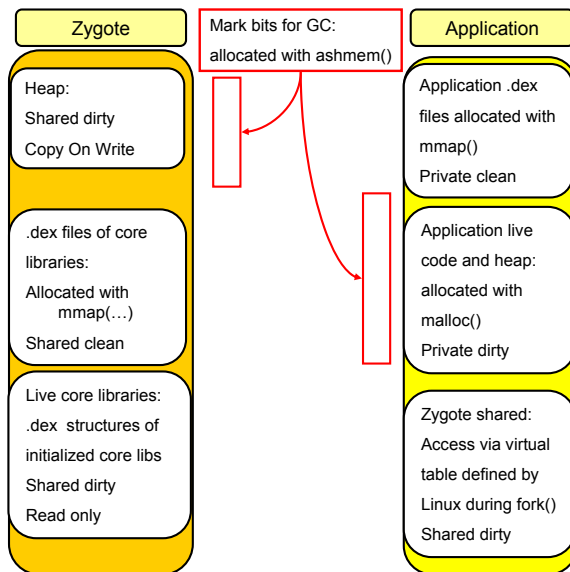 Zygote
Heap:
Shared dirty
Copy On Write
.dex files of core
libraries:
Allocated with
mmap(…)
Shared clean
Live core libraries:
.dex structures of
initialized core libs
Shared dirty
Read only
Mark bits for GC:
allocated with ashmem()
Application
Application .dex
files allocated with
mmap()
Private clean
Application live
code and heap:
allocated with
malloc()
Private dirty
Zygote shared:
Access via virtual
table defined by
Linux during fork()
Shared dirty